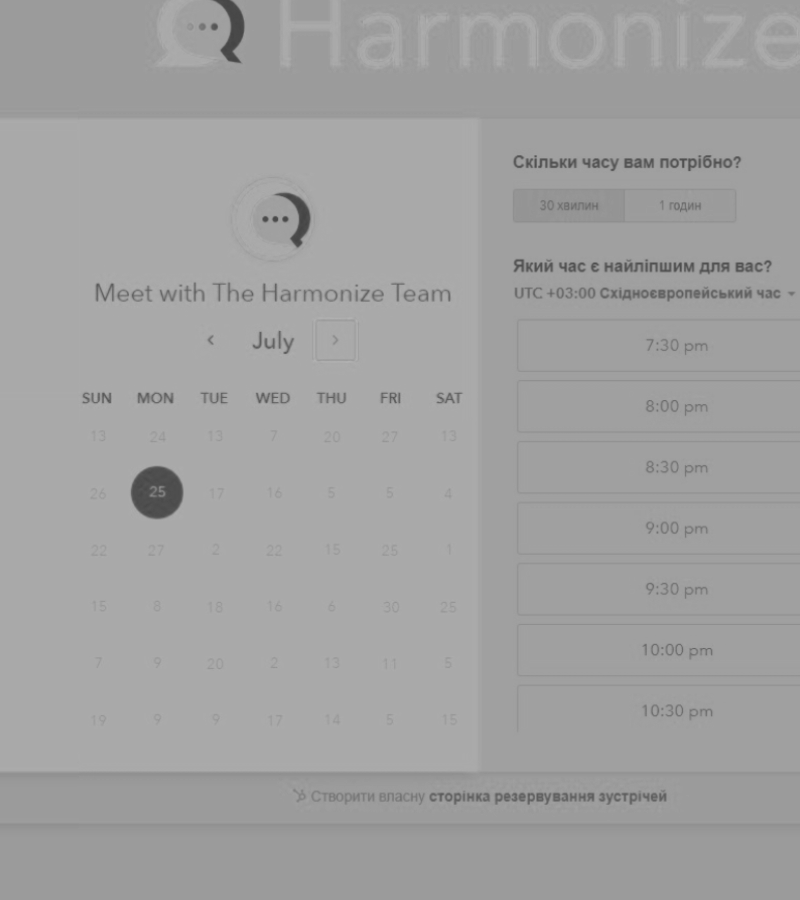 Harmonize
Meet with The Harmonize Team
July
SUN MON TUE WED THU FRI SAT
13 24 13 7 20 27 13
26 25 17 16 5 5 4
22 27 2 22 15 25 1
15 8 18 16 6 30 25
7 9 20 2 13 11 5
19 9 9 17 14 5 15
Скільки часу вам потрібно?
30 хвилин 1 годин
Який час є найліпшим для вас?
UTC +03:00 Східноєвропейський час
7:30 pm
8:00 pm
8:30 pm
9:00 pm
9:30 pm
10:00 pm
10:30 pm
Створити власну сторінка резервування зустрічей